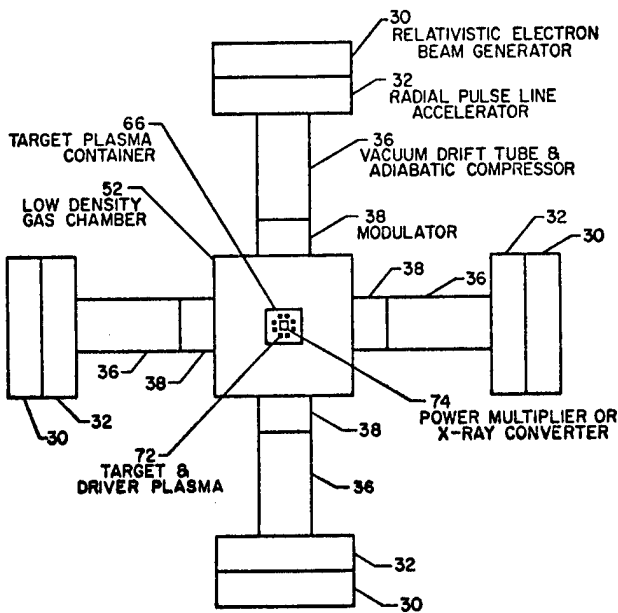 30
RELATIVISTIC ELECTRON
BEAM GENERATOR
32
RADIAL PULSE LINE
ACCELERATOR
66
TARGET PLASMA
CONTAINER
36
VACUUM DRIFT TUBE &
ADIABATIC COMPRESSOR
52
LOW DENSITY
GAS CHAMBER
38
MODULATOR
32
30
38
36
36
38
32
30
74
POWER MULTIPLIER OR
X-RAY CONVERTER
38
72
TARGET &
DRIVER PLASMA
36
32
30